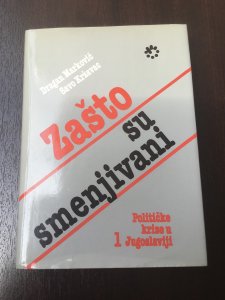 Dragan Marković
Savo Kržavac
Zašto
su
smenjivani
Političke
krize u
1 Jugoslaviji